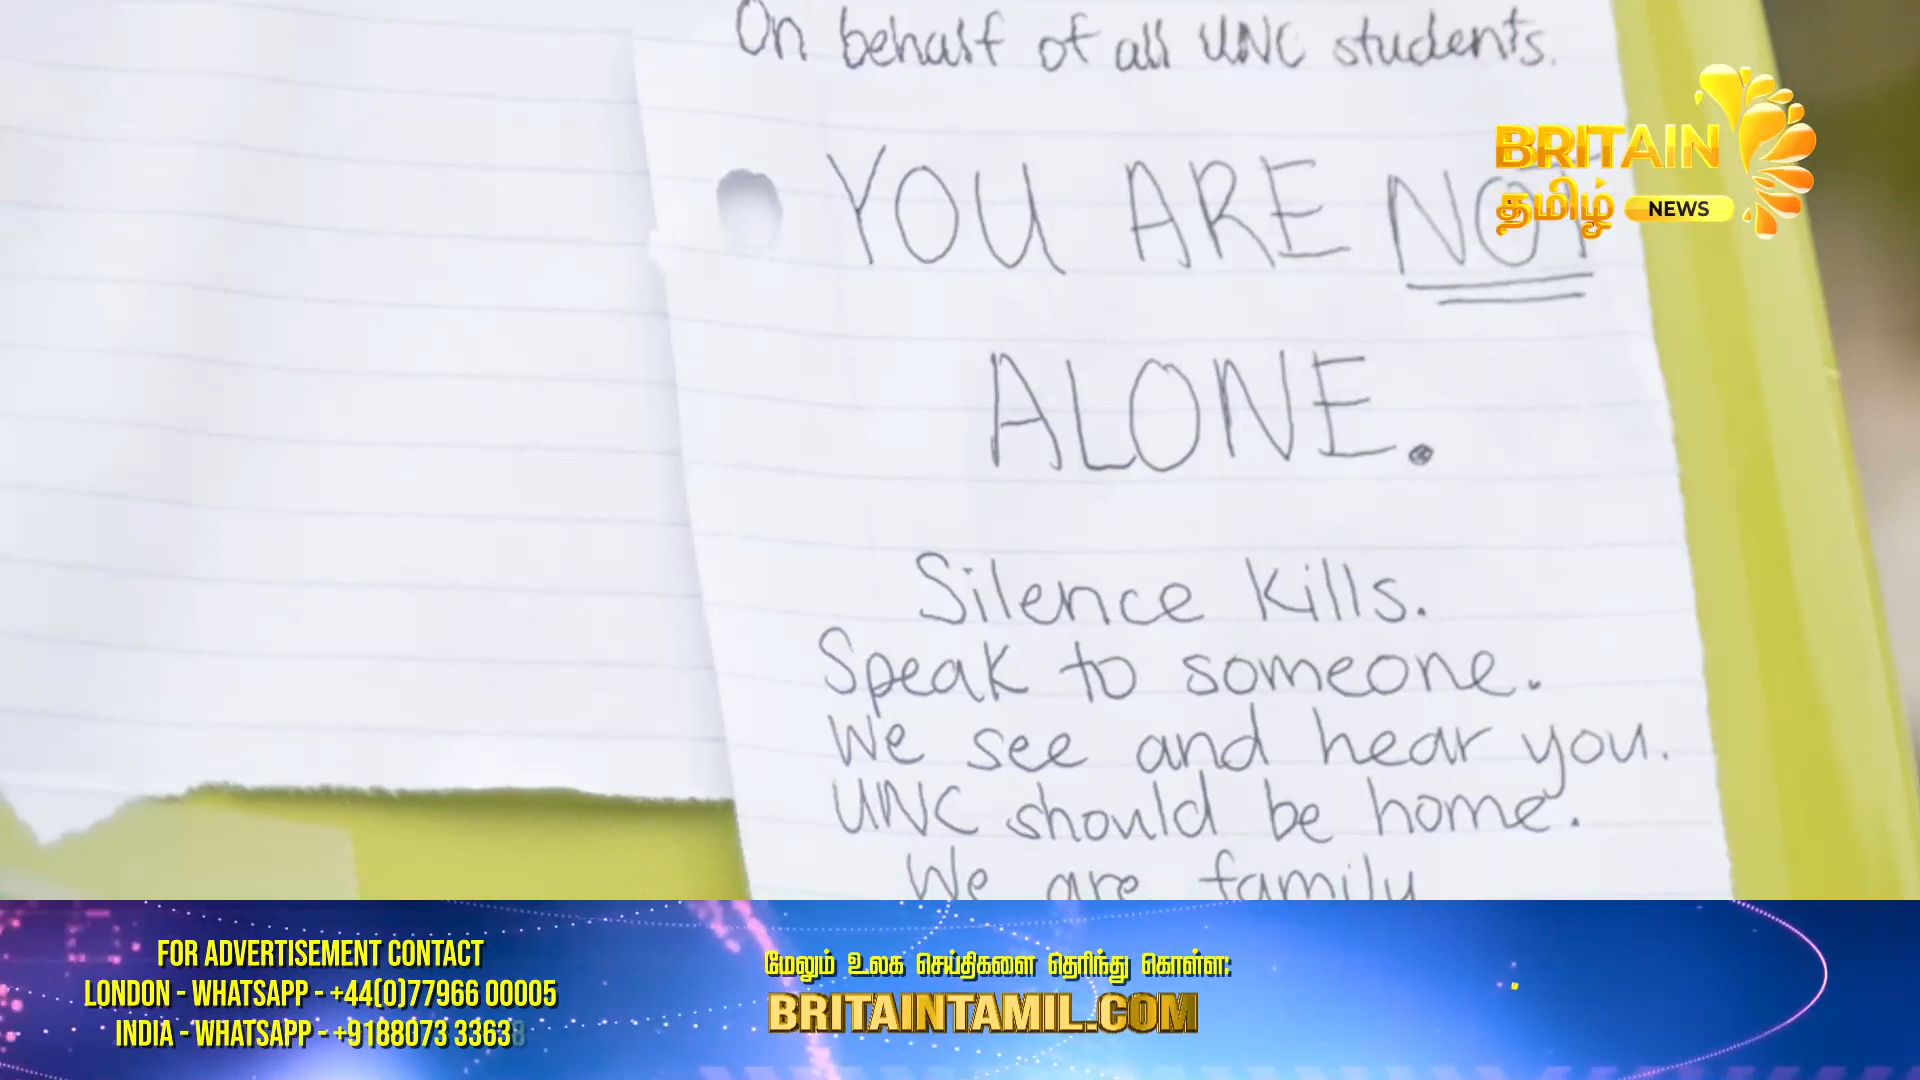 On behalf of all UNC students.
YOU ARE NOT
ALONE.
Silence kills.
Speak to someone.
We see and hear you.
UNC should be home.
We are family
BRITAIN
தமிழ் NEWS
FOR ADVERTISEMENT CONTACT
LONDON - WHATSAPP - +44(0)77966 00005
INDIA - WHATSAPP - +9188073 33638
மேலும் உலக செய்திகளை தெரிந்து கொள்ள:
BRITAINTAMIL.COM